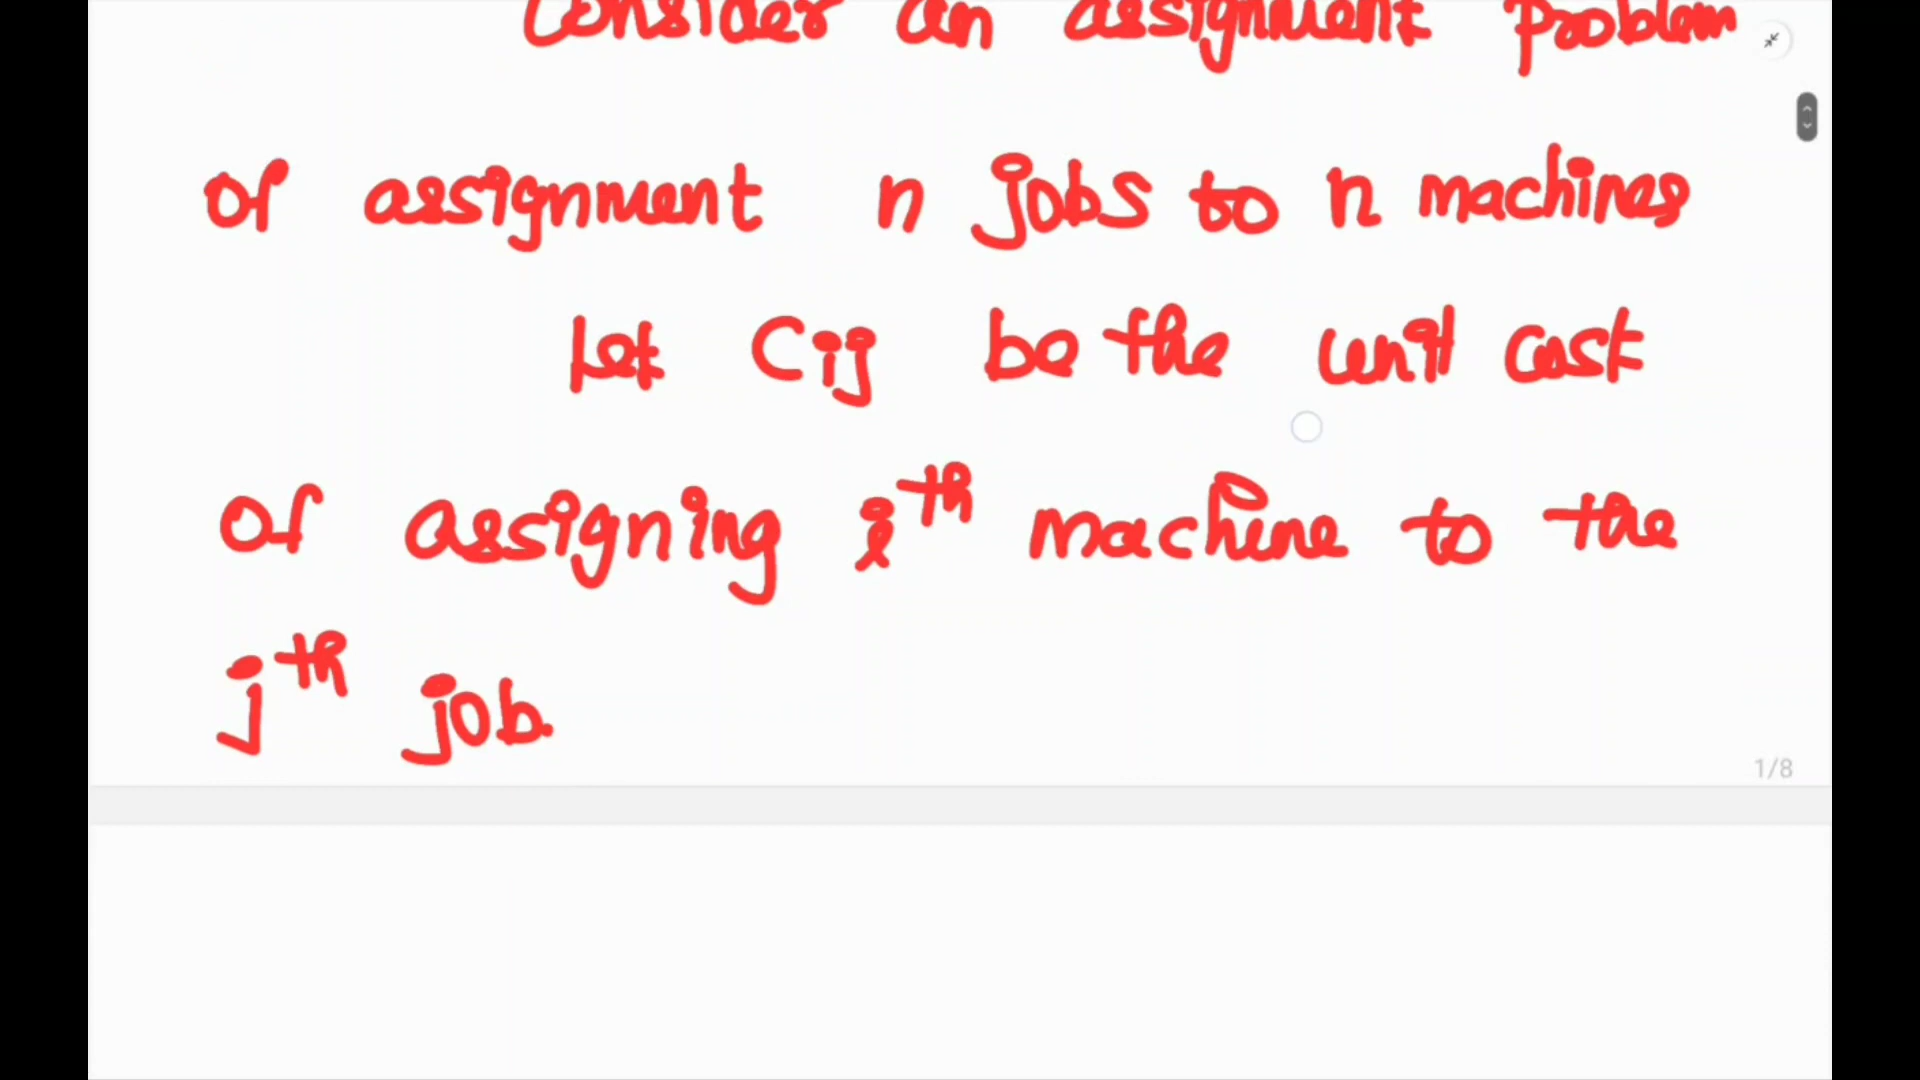 Consider an assignment problem
of assignment n jobs to n machines
Let Cij be the unit cost
of assigning ith machine to the
jth job.
1/8